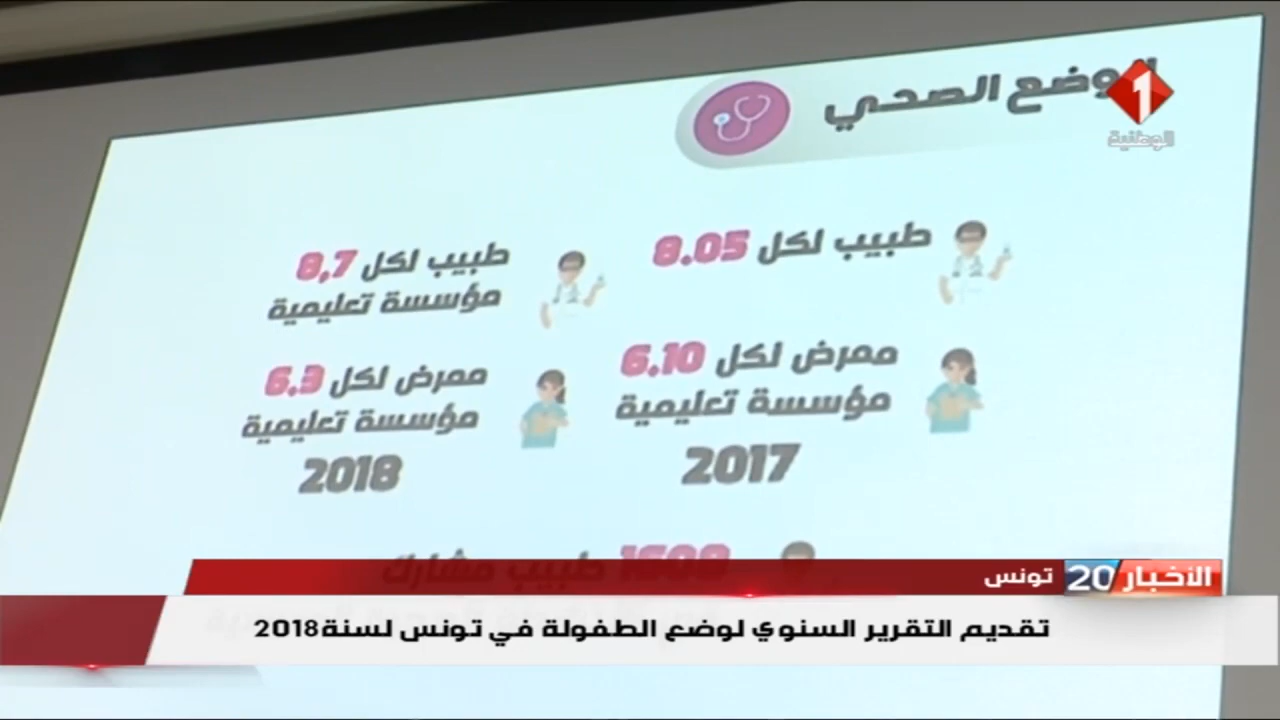 الوضع الصحي
1
الوطنية
طبيب لكل 8.05
ممرض لكل 6.10
مؤسسة تعليمية
2017
طبيب لكل 8,7
مؤسسة تعليمية
ممرض لكل 6.3
مؤسسة تعليمية
2018
طبيب مشارك
الأخبار 20 تونس
تقديم التقرير السنوي لوضع الطفولة في تونس لسنة2018